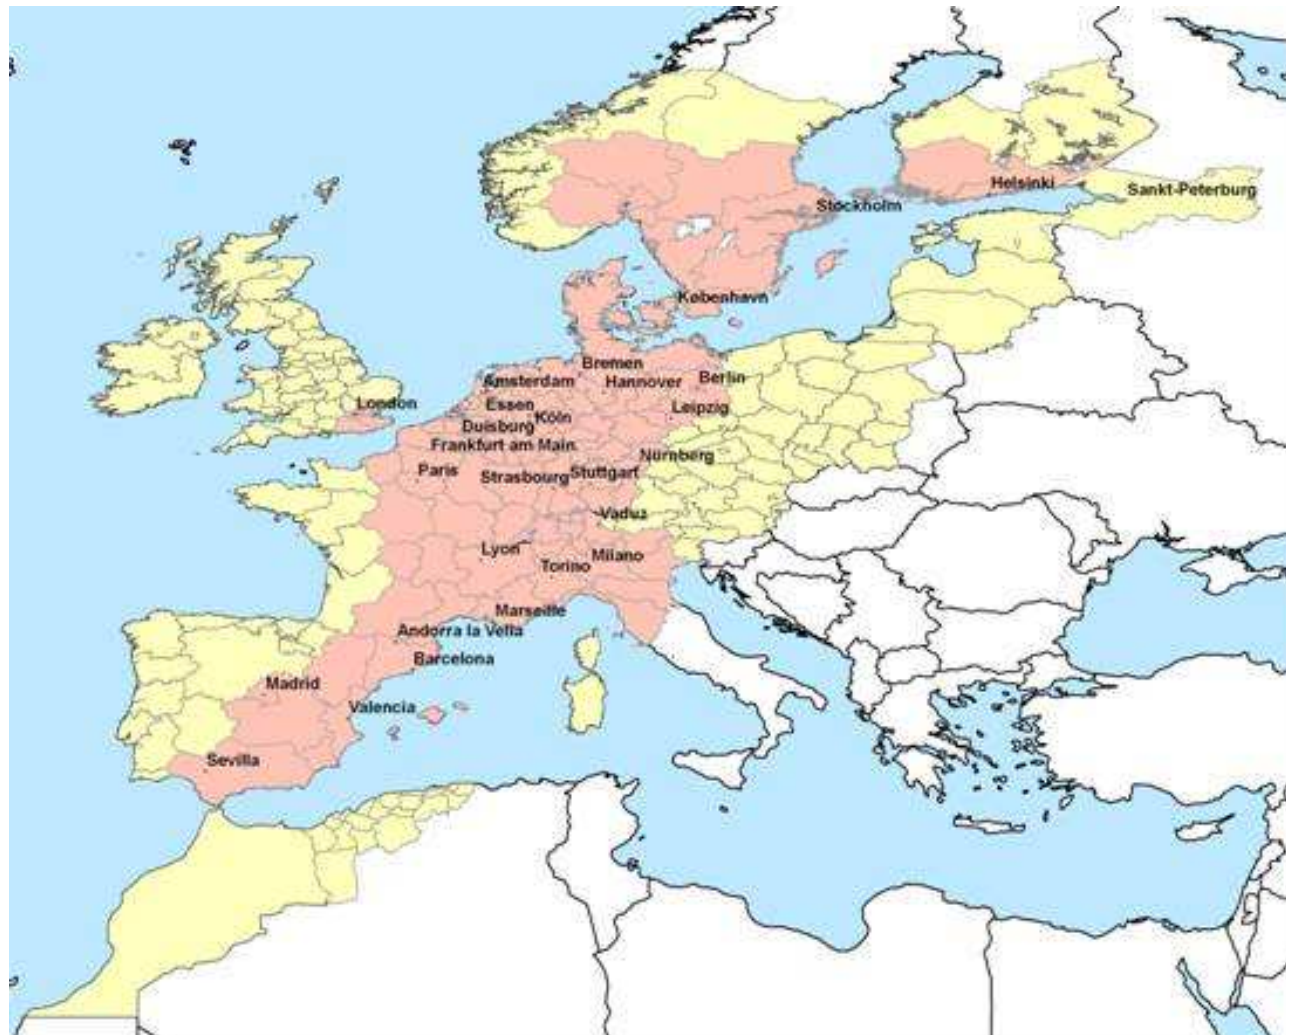 Helsinki
Sankt-Peterburg
Stockholm
København
Bremen
Amsterdam
Hannover
Berlin
London
Essen
Leipzig
Köln
Duisburg
Frankfurt am Main
Nürnberg
Paris
Strasbourg
Stuttgart
Vaduz
Lyon
Milano
Torino
Marseille
Andorra la Vella
Barcelona
Madrid
Valencia
Sevilla